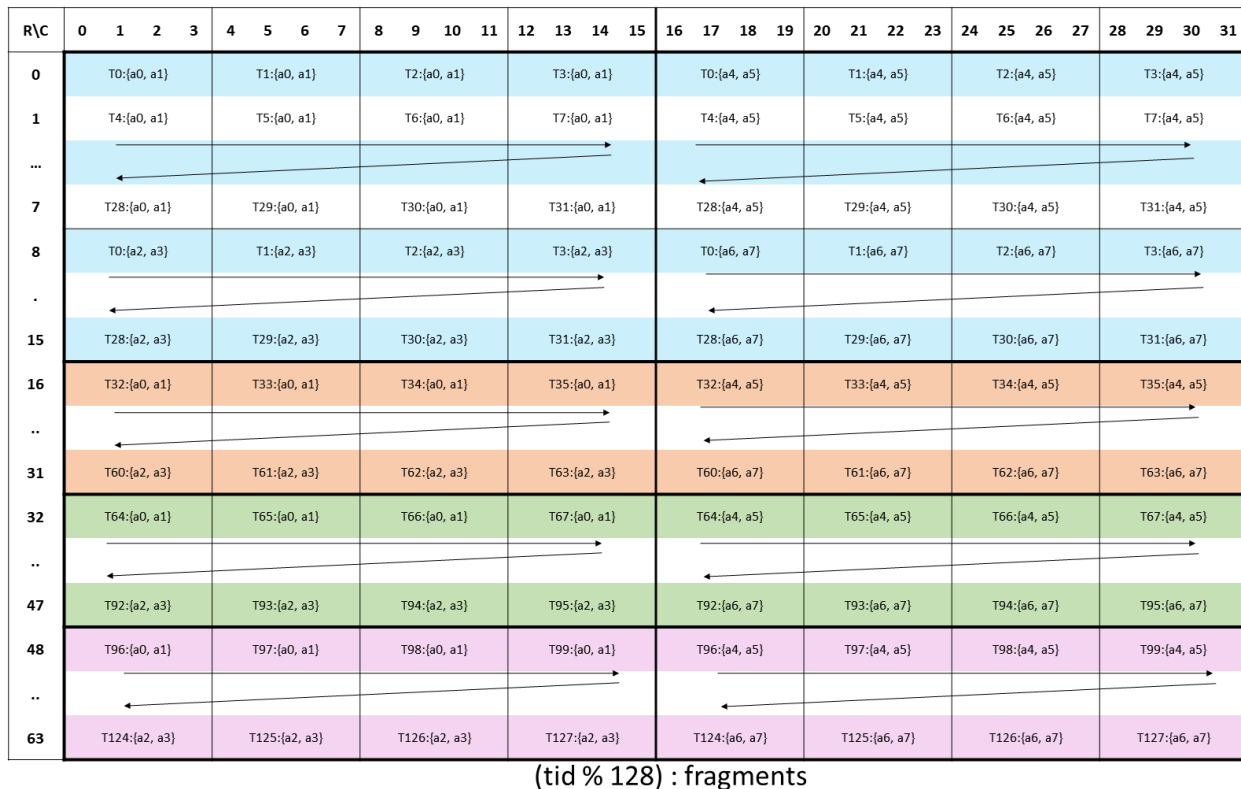 R\C 0 1 2 3 4 5 6 7 8 9 10 11 12 13 14 15 16 17 18 19 20 21 22 23 24 25 26 27 28 29 30 31
0 T0:{a0, a1} T1:{a0, a1} T2:{a0, a1} T3:{a0, a1} T0:{a4, a5} T1:{a4, a5} T2:{a4, a5} T3:{a4, a5}
1 T4:{a0, a1} T5:{a0, a1} T6:{a0, a1} T7:{a0, a1} T4:{a4, a5} T5:{a4, a5} T6:{a4, a5} T7:{a4, a5}
...
7 T28:{a0, a1} T29:{a0, a1} T30:{a0, a1} T31:{a0, a1} T28:{a4, a5} T29:{a4, a5} T30:{a4, a5} T31:{a4, a5}
8 T0:{a2, a3} T1:{a2, a3} T2:{a2, a3} T3:{a2, a3} T0:{a6, a7} T1:{a6, a7} T2:{a6, a7} T3:{a6, a7}
.
15 T28:{a2, a3} T29:{a2, a3} T30:{a2, a3} T31:{a2, a3} T28:{a6, a7} T29:{a6, a7} T30:{a6, a7} T31:{a6, a7}
16 T32:{a0, a1} T33:{a0, a1} T34:{a0, a1} T35:{a0, a1} T32:{a4, a5} T33:{a4, a5} T34:{a4, a5} T35:{a4, a5}
..
31 T60:{a2, a3} T61:{a2, a3} T62:{a2, a3} T63:{a2, a3} T60:{a6, a7} T61:{a6, a7} T62:{a6, a7} T63:{a6, a7}
32 T64:{a0, a1} T65:{a0, a1} T66:{a0, a1} T67:{a0, a1} T64:{a4, a5} T65:{a4, a5} T66:{a4, a5} T67:{a4, a5}
..
47 T92:{a2, a3} T93:{a2, a3} T94:{a2, a3} T95:{a2, a3} T92:{a6, a7} T93:{a6, a7} T94:{a6, a7} T95:{a6, a7}
48 T96:{a0, a1} T97:{a0, a1} T98:{a0, a1} T99:{a0, a1} T96:{a4, a5} T97:{a4, a5} T98:{a4, a5} T99:{a4, a5}
..
63 T124:{a2, a3} T125:{a2, a3} T126:{a2, a3} T127:{a2, a3} T124:{a6, a7} T125:{a6, a7} T126:{a6, a7} T127:{a6, a7}
(tid % 128) : fragments